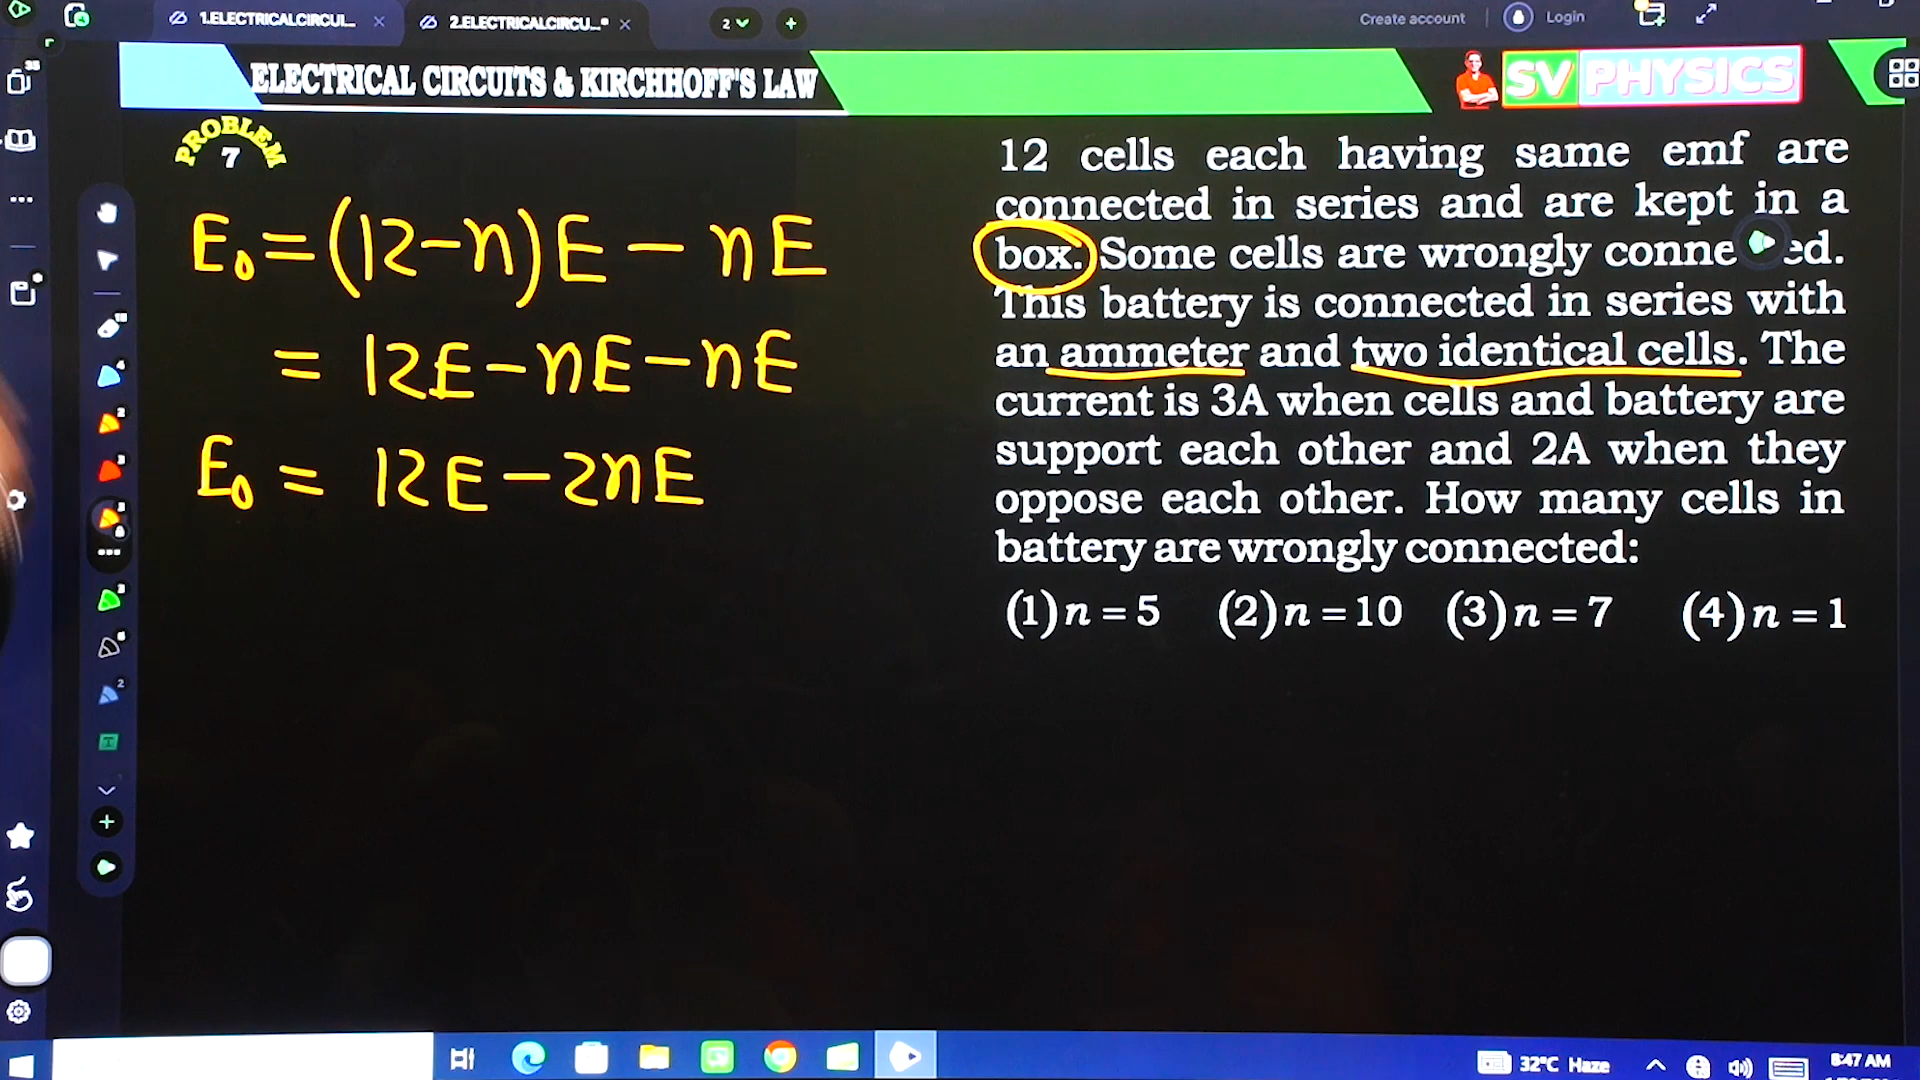 1.ELECTRICALCIRCUI...
2.ELECTRICALCIRCU...*
2
Create account
Login
ELECTRICAL CIRCUITS & KIRCHHOFF'S LAW
SV PHYSICS
PROBLEM
7
E₀ = (12-n)E - nE
= 12E - nE - nE
E₀ = 12E - 2nE
12 cells each having same emf are
connected in series and are kept in a
box. Some cells are wrongly conne ed.
This battery is connected in series with
an ammeter and two identical cells. The
current is 3A when cells and battery are
support each other and 2A when they
oppose each other. How many cells in
battery are wrongly connected:
(1) n = 5 (2) n = 10 (3) n = 7 (4) n = 1
32°C Haze
8:47 AM